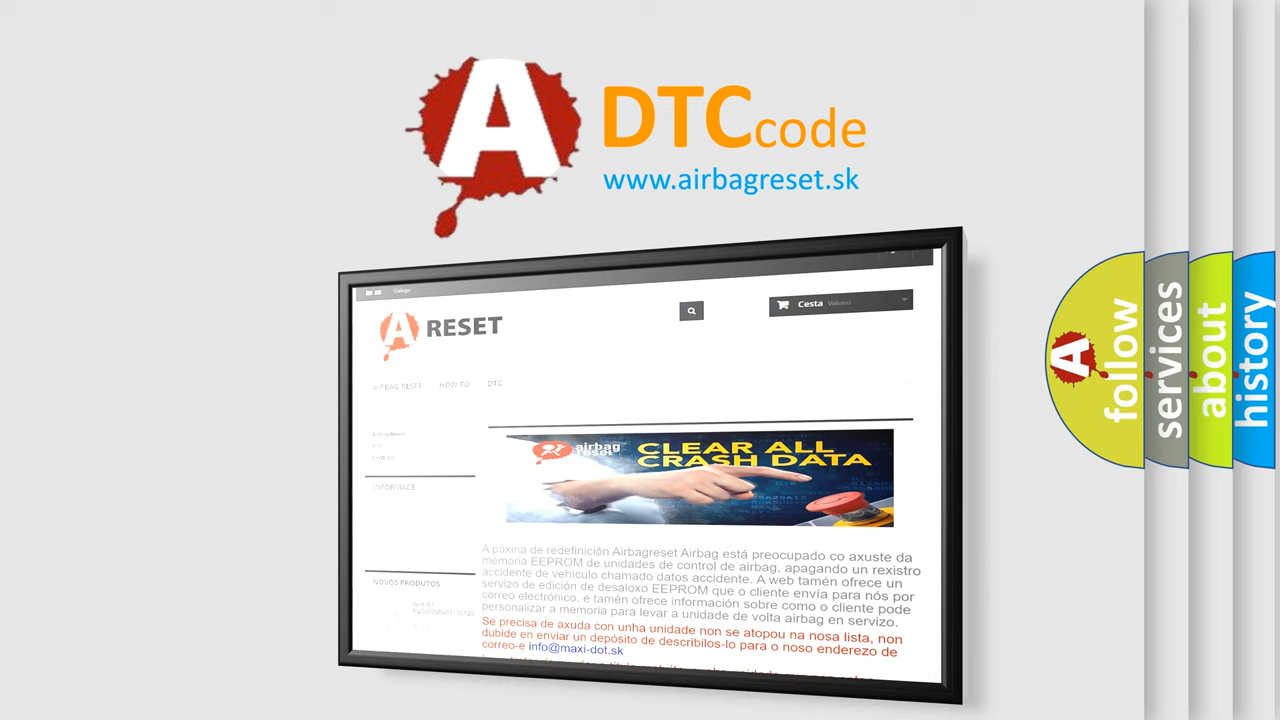 A
DTC code
www.airbagreset.sk
Galego
A RESET
Cesta Valeiro
AIRBAG RESET HOW TO DTC
INFORMACE
NOVOS PRODUTOS
airbag
reset
CLEAR ALL
CRASH DATA
A páxina de redefinición Airbagreset Airbag está preocupado co axuste da
memoria EEPROM de unidades de control de airbag, apagando un rexistro
accidente de vehículo chamado datos accidente. A web tamén ofrece un
servizo de edición de desaloxo EEPROM que o cliente envía para nós por
correo electrónico, e tamén ofrece información sobre como o cliente pode
personalizar a memoria para levar a unidade de volta airbag en servizo.
Se precisa de axuda con unha unidade non se atopou na nosa lista, non
dubide en enviar un depósito de describilos-lo para o noso enderezo de
correo-e info@maxi-dot.sk
A
follow
services
about
history